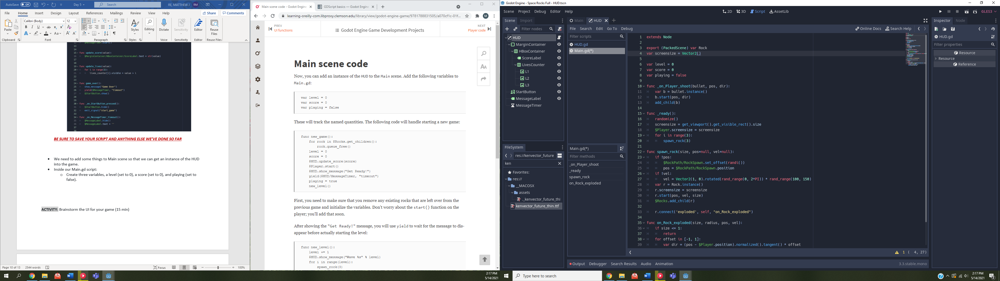 AutoSave Off Day 5 Search RE, MATTHEW J RM
File Home Insert Draw Design Layout References Mailings Review View Help Share Comments
Calibri (Body) 12
Paste Styles Editing Dictate Sensitivity Editor Reuse Files
Clipboard Font Paragraph Styles Voice Sensitivity Editor Reuse Files
13
14
15 func update_score(value):
16 $MarginContainer/HBoxContainer/ScoreLabel.text = str(value)
17
18
19 func update_lives(value):
20 for i in range(3):
21 lives_counter[i].visible = value > i
22
23
24 func game_over():
25 show_message("Game Over")
26 yield($MessageTimer, "timeout")
27 $StartButton.show()
28
29
30 func _on_StartButton_pressed():
31 $StartButton.hide()
32 emit_signal("start_game")
33
34 func _on_MessageTimer_timeout():
35 $MessageLabel.hide()
36 $MessageLabel.text = ''
37
38
BE SURE TO SAVE YOUR SCRIPT AND ANYTHING ELSE WE'VE DONE SO FAR
• We need to add some things to Main scene so that we can get an instance of the HUD
into the game.
• Inside our Main.gd script:
o Create three variables, a level (set to 0), a score (set to 0), and playing (set to
false).
ACTIVITY: Brainstorm the UI for your game (15 min)
Page 10 of 13 2544 words Focus 100%
2:17 PM
5/14/2021
Main scene code - Godot Engine GDScript basics — Godot Engine
learning-oreilly-com.libproxy.clemson.edu/library/view/godot-engine-game/9781788831505/a070cf1c-01f... M
PREV
UI functions
Godot Engine Game Development Projects
NEXT
Player code
Main scene code
Now, you can add an instance of the HUD to the Main scene. Add the following variables to
Main.gd:
var level = 0
var score = 0
var playing = false
These will track the named quantities. The following code will handle starting a new game:
func new_game():
for rock in $Rocks.get_children():
rock.queue_free()
level = 0
score = 0
$HUD.update_score(score)
$Player.start()
$HUD.show_message("Get Ready!")
yield($HUD/MessageTimer, "timeout")
playing = true
new_level()
First, you need to make sure that you remove any existing rocks that are left over from the
previous game and initialize the variables. Don't worry about the start() function on the
player; you'll add that soon.
After showing the "Get Ready!" message, you will use yield to wait for the message to dis-
appear before actually starting the level:
func new_level():
level += 1
$HUD.show_message("Wave %s" % level)
for i in range(level):
spawn_rock(3)
Godot Engine - Space Rocks Full - HUD.tscn
Scene Project Debug Editor Help 2D 3D Script AssetLib GLES3
Scene Import
Filter nodes
HUD
MarginContainer
HBoxContainer
ScoreLabel
LivesCounter
L1
L2
L3
StartButton
MessageLabel
MessageTimer
FileSystem
res://kenvector_future
ken
Favorites:
res://
__MACOSX
assets
._kenvector_future_thi
kenvector_future_thin.ttf
Main HUD
File Search Edit Go To Debug Online Docs Search Help
Filter scripts
HUD.gd
Main.gd(*)
Main.gd(*)
Filter methods
_on_Player_shoot
_ready
spawn_rock
on_Rock_exploded
1 extends Node
2
3 export (PackedScene) var Rock
4 var screensize = Vector2()
5
6 var level = 0
7 var score = 0
8 var playing = false
9
10 func _on_Player_shoot(bullet, pos, dir):
11 var b = bullet.instance()
12 b.start(pos, dir)
13 add_child(b)
14
15 func _ready():
16 randomize()
17 screensize = get_viewport().get_visible_rect().size
18 $Player.screensize = screensize
19 for i in range(3):
20 spawn_rock(3)
21
22 func spawn_rock(size, pos=null, vel=null):
23 if !pos:
24 $RockPath/RockSpawn.set_offset(randi())
25 pos = $RockPath/RockSpawn.position
26 if !vel:
27 vel = Vector2(1, 0).rotated(rand_range(0, 2*PI)) * rand_range(100, 150)
28 var r = Rock.instance()
29 r.screensize = screensize
30 r.start(pos, vel, size)
31 $Rocks.add_child(r)
32
33 r.connect('exploded', self, "on_Rock_exploded")
34
35 func on_Rock_exploded(size, radius, pos, vel):
36 if size <= 1:
37 return
38 for offset in [-1, 1]:
39 var dir = (pos - $Player.position).normalized().tangent() * offset
1 ( 4, 27)
Output Debugger Search Results Audio Animation 3.3.stable.mono
Inspector Node
HUD.gd
Filter properties
Resource
Resource
Reference
Type here to search
2:17 PM
5/14/2021